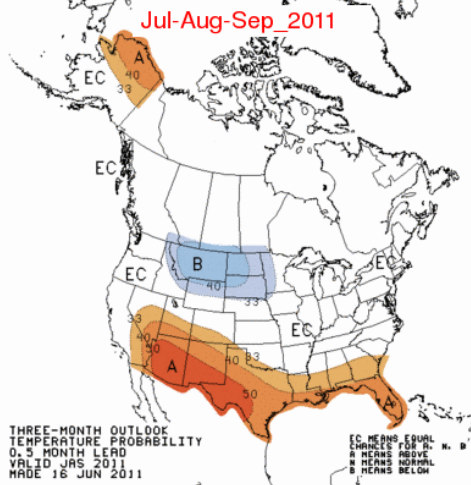 Jul-Aug-Sep_2011
A
EC
40
33
EC
B
EC
EC
40
33
33
EC
40
50
A
40
33
50
A
THREE-MONTH OUTLOOK
TEMPERATURE PROBABILITY
0.5 MONTH LEAD
VALID JAS 2011
MADE 16 JUN 2011
EC MEANS EQUAL
CHANCES FOR A, N, B
A MEANS ABOVE
N MEANS NORMAL
B MEANS BELOW